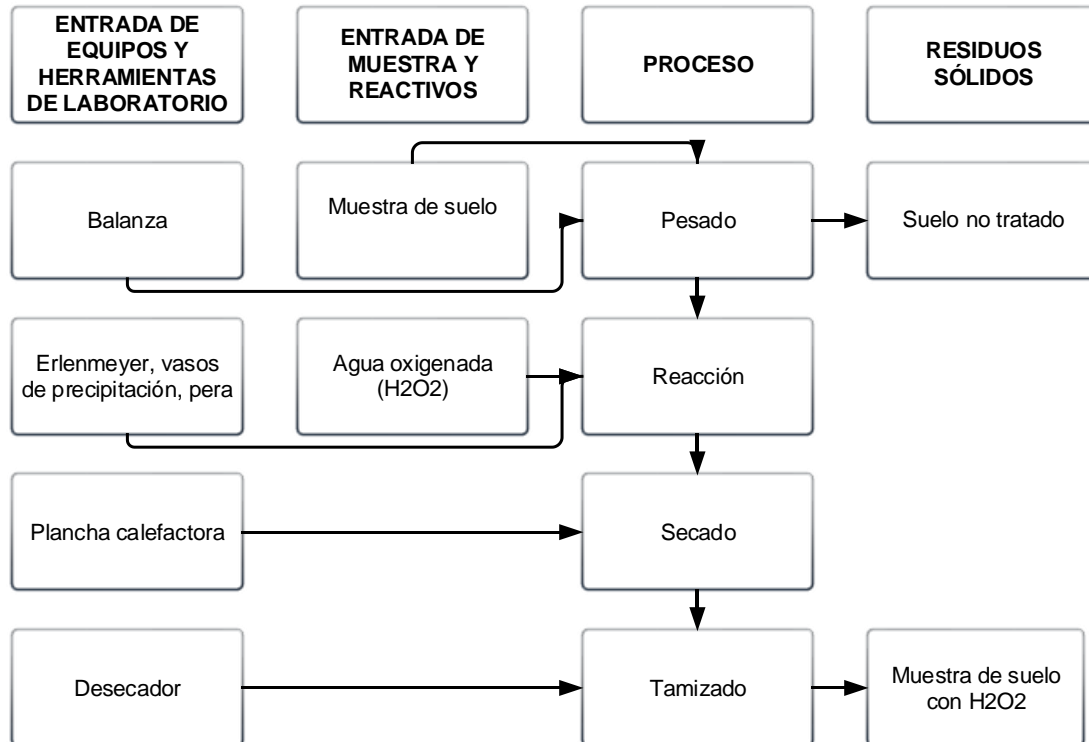 ENTRADA DE
EQUIPOS Y
HERRAMIENTAS
DE LABORATORIO
ENTRADA DE
MUESTRA Y
REACTIVOS
PROCESO
RESIDUOS
SÓLIDOS
Balanza
Muestra de suelo
Pesado
Suelo no tratado
Erlenmeyer, vasos
de precipitación, pera
Agua oxigenada
(H2O2)
Reacción
Plancha calefactora
Secado
Desecador
Tamizado
Muestra de suelo
con H2O2